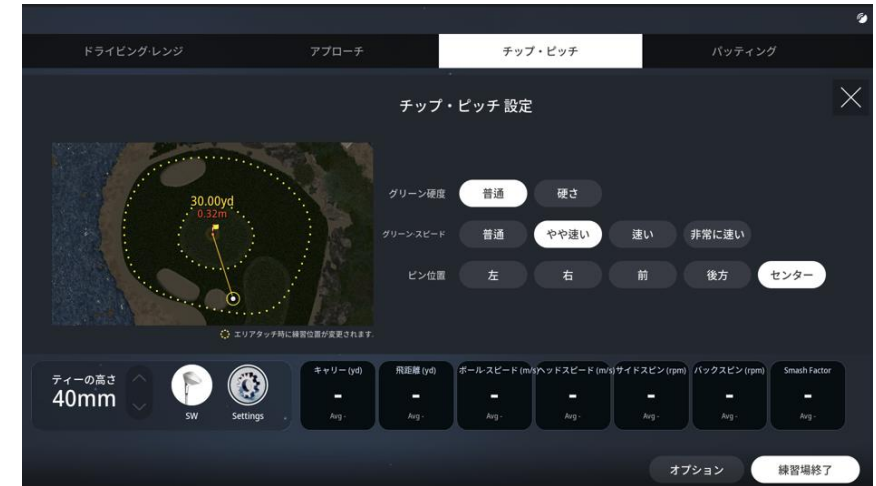 ドライビング·レンジ アプローチ チップ・ピッチ パッティング
チップ・ピッチ 設定
30.00yd
0.32m
グリーン硬度 普通 硬さ
グリーン·スピード 普通 やや速い 速い 非常に速い
ピン位置 左 右 前 後方 センター
エリアタッチ時に練習位置が変更されます.
ティーの高さ
40mm
SW Settings
キャリー (yd) 飛距離 (yd) ボール·スピード (m/s) ヘッドスピード (m/s) サイドスピン (rpm) バックスピン (rpm) Smash Factor
- - - - - - -
Avg - Avg - Avg - Avg - Avg - Avg - Avg -
オプション 練習場終了